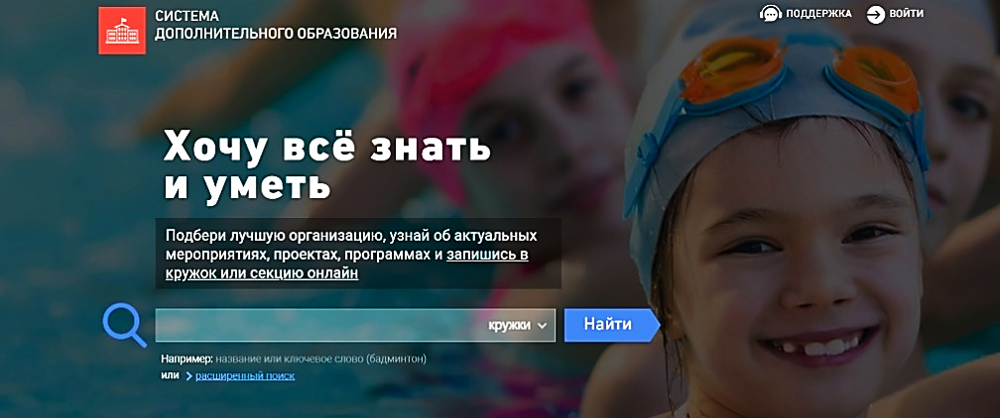 СИСТЕМА
ДОПОЛНИТЕЛЬНОГО ОБРАЗОВАНИЯ
ПОДДЕРЖКА
ВОЙТИ
Хочу всё знать
и уметь
Подбери лучшую организацию, узнай об актуальных
мероприятиях, проектах, программах и запишись в
кружок или секцию онлайн
кружки
Найти
Например: название или ключевое слово (бадминтон)
или расширенный поиск